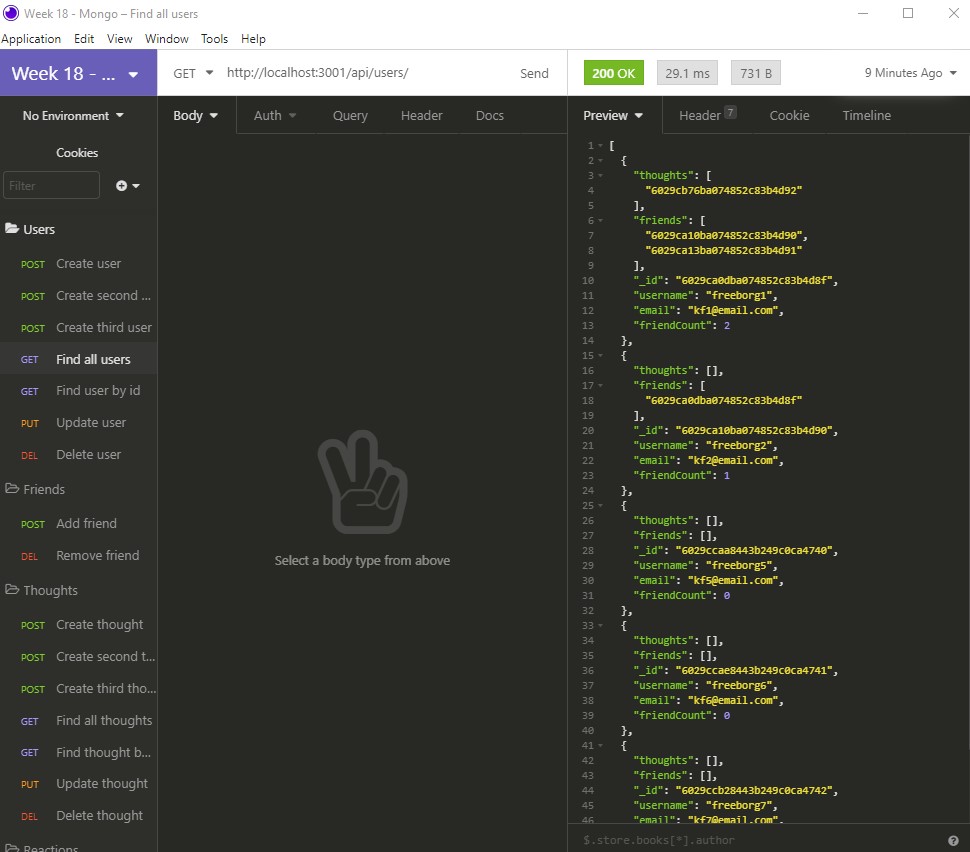 Week 18 - Mongo – Find all users
Application Edit View Window Tools Help
Week 18 - ...
GET http://localhost:3001/api/users/ Send
200 OK 29.1 ms 731 B 9 Minutes Ago
No Environment
Cookies
Filter
Users
POST Create user
POST Create second ...
POST Create third user
GET Find all users
GET Find user by id
PUT Update user
DEL Delete user
Friends
POST Add friend
DEL Remove friend
Thoughts
POST Create thought
POST Create second t...
POST Create third tho...
GET Find all thoughts
GET Find thought b...
PUT Update thought
DEL Delete thought
Reactions
Body Auth Query Header Docs
Select a body type from above
Preview Header 7 Cookie Timeline
1 [
2 {
3 "thoughts": [
4 "6029cb76ba074852c83b4d92"
5 ],
6 "friends": [
7 "6029ca10ba074852c83b4d90",
8 "6029ca13ba074852c83b4d91"
9 ],
10 "_id": "6029ca0dba074852c83b4d8f",
11 "username": "freeborg1",
12 "email": "kf1@email.com",
13 "friendCount": 2
14 },
15 {
16 "thoughts": [],
17 "friends": [
18 "6029ca0dba074852c83b4d8f"
19 ],
20 "_id": "6029ca10ba074852c83b4d90",
21 "username": "freeborg2",
22 "email": "kf2@email.com",
23 "friendCount": 1
24 },
25 {
26 "thoughts": [],
27 "friends": [],
28 "_id": "6029ccaa8443b249c0ca4740",
29 "username": "freeborg5",
30 "email": "kf5@email.com",
31 "friendCount": 0
32 },
33 {
34 "thoughts": [],
35 "friends": [],
36 "_id": "6029ccae8443b249c0ca4741",
37 "username": "freeborg6",
38 "email": "kf6@email.com",
39 "friendCount": 0
40 },
41 {
42 "thoughts": [],
43 "friends": [],
44 "_id": "6029ccb28443b249c0ca4742",
45 "username": "freeborg7",
46 "email": "kf7@email.com",
$.store.books[*].author